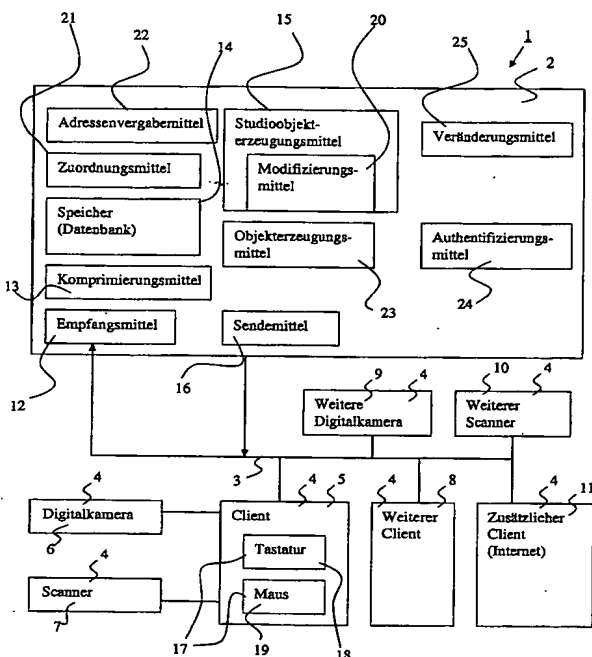 21
22
14
15
20
25
1
2
Adressenvergabemittel
Studioobjekt-
erzeugungsmittel
Veränderungsmittel
Zuordnungsmittel
Modifizierungs-
mittel
Speicher
(Datenbank)
Objekterzeugungs-
mittel
Authentifizierungs-
mittel
Komprimierungsmittel
13
23
24
Empfangsmittel
Sendemittel
12
16
9
4
10
4
Weitere
Digitalkamera
Weiterer
Scanner
3
4
4
5
4
8
4
11
Digitalkamera
6
Client
Weiterer
Client
Zusätzlicher
Client
(Internet)
Tastatur
4
Scanner
7
Maus
17
19
18